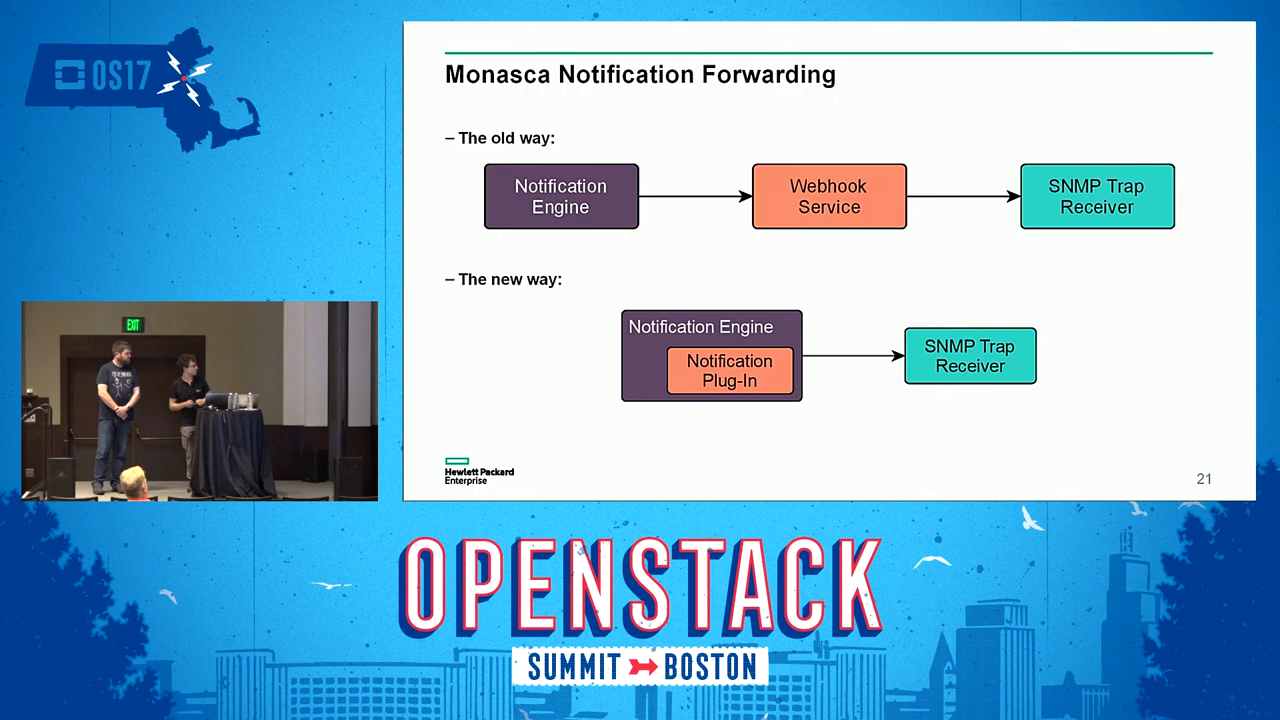 OS17
Monasca Notification Forwarding
– The old way:
Notification
Engine
Webhook
Service
SNMP Trap
Receiver
– The new way:
Notification Engine
Notification
Plug-In
SNMP Trap
Receiver
Hewlett Packard
Enterprise
21
EXIT
OPENSTACK
SUMMIT BOSTON